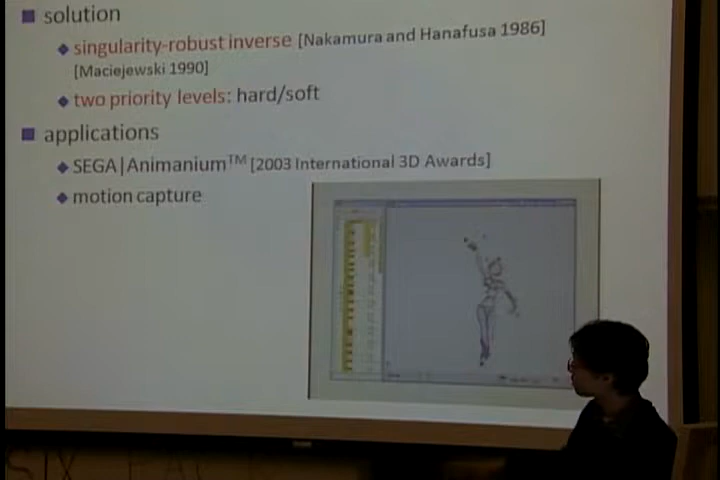 solution
singularity-robust inverse [Nakamura and Hanafusa 1986]
[Maciejewski 1990]
two priority levels: hard/soft
applications
SEGA|Animanium™ [2003 International 3D Awards]
motion capture